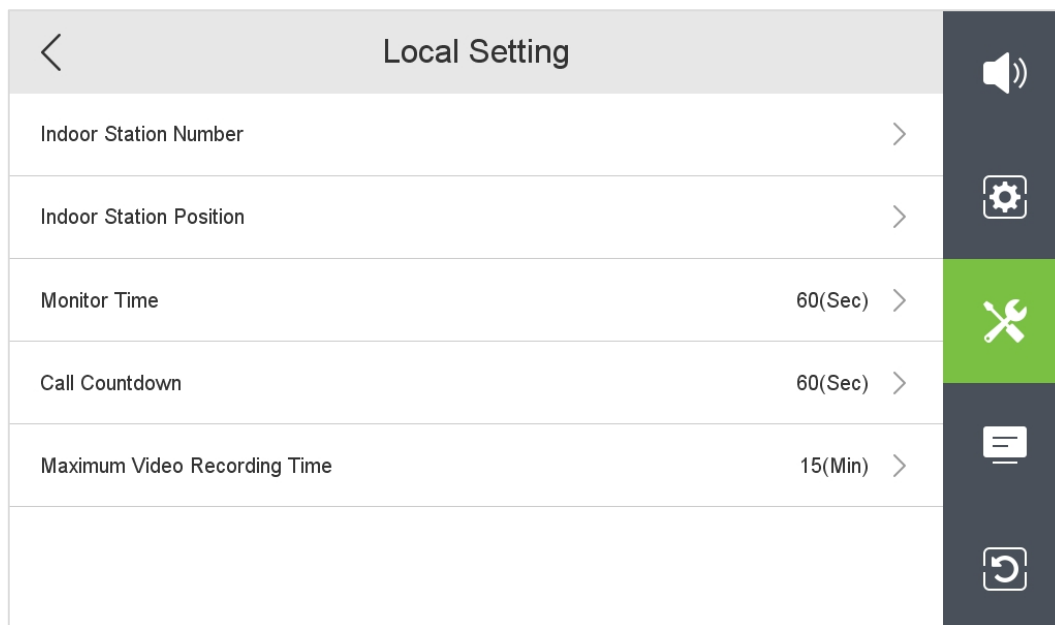 Local Setting
Indoor Station Number
Indoor Station Position
Monitor Time 60(Sec)
Call Countdown 60(Sec)
Maximum Video Recording Time 15(Min)